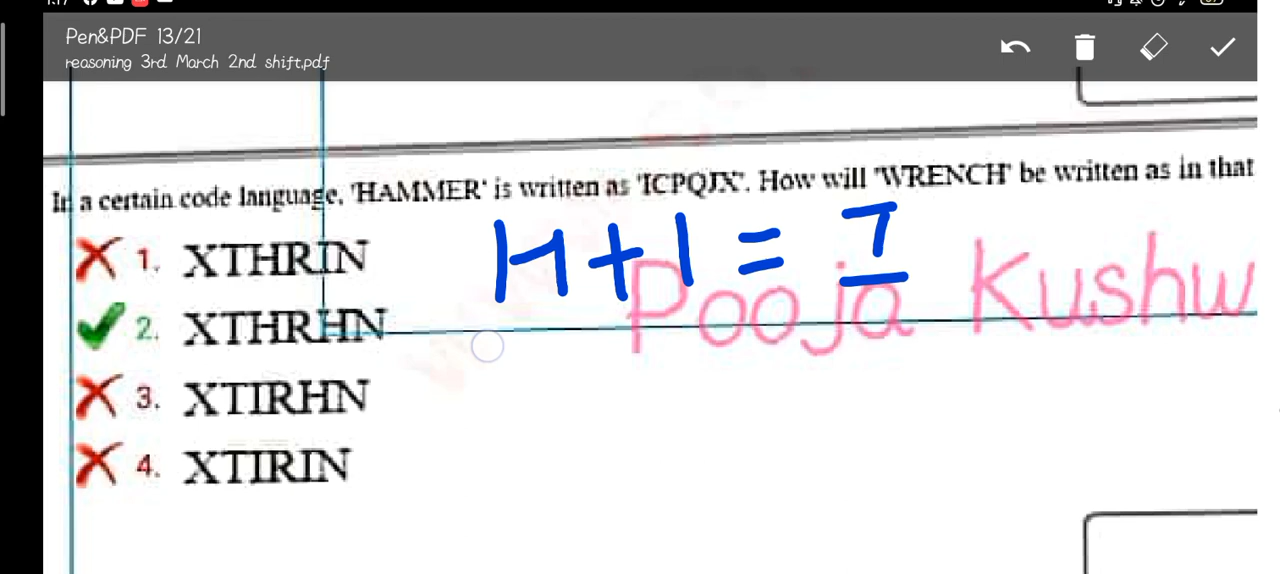 Pen&PDF 13/21
reasoning 3rd March 2nd shift.pdf
In a certain code language, 'HAMMER' is written as 'ICPQJX'. How will 'WRENCH' be written as in that
H+1 = I
1. XTHRIN
Pooja Kushw
2. XTHRHN
3. XTIRHN
4. XTIRIN